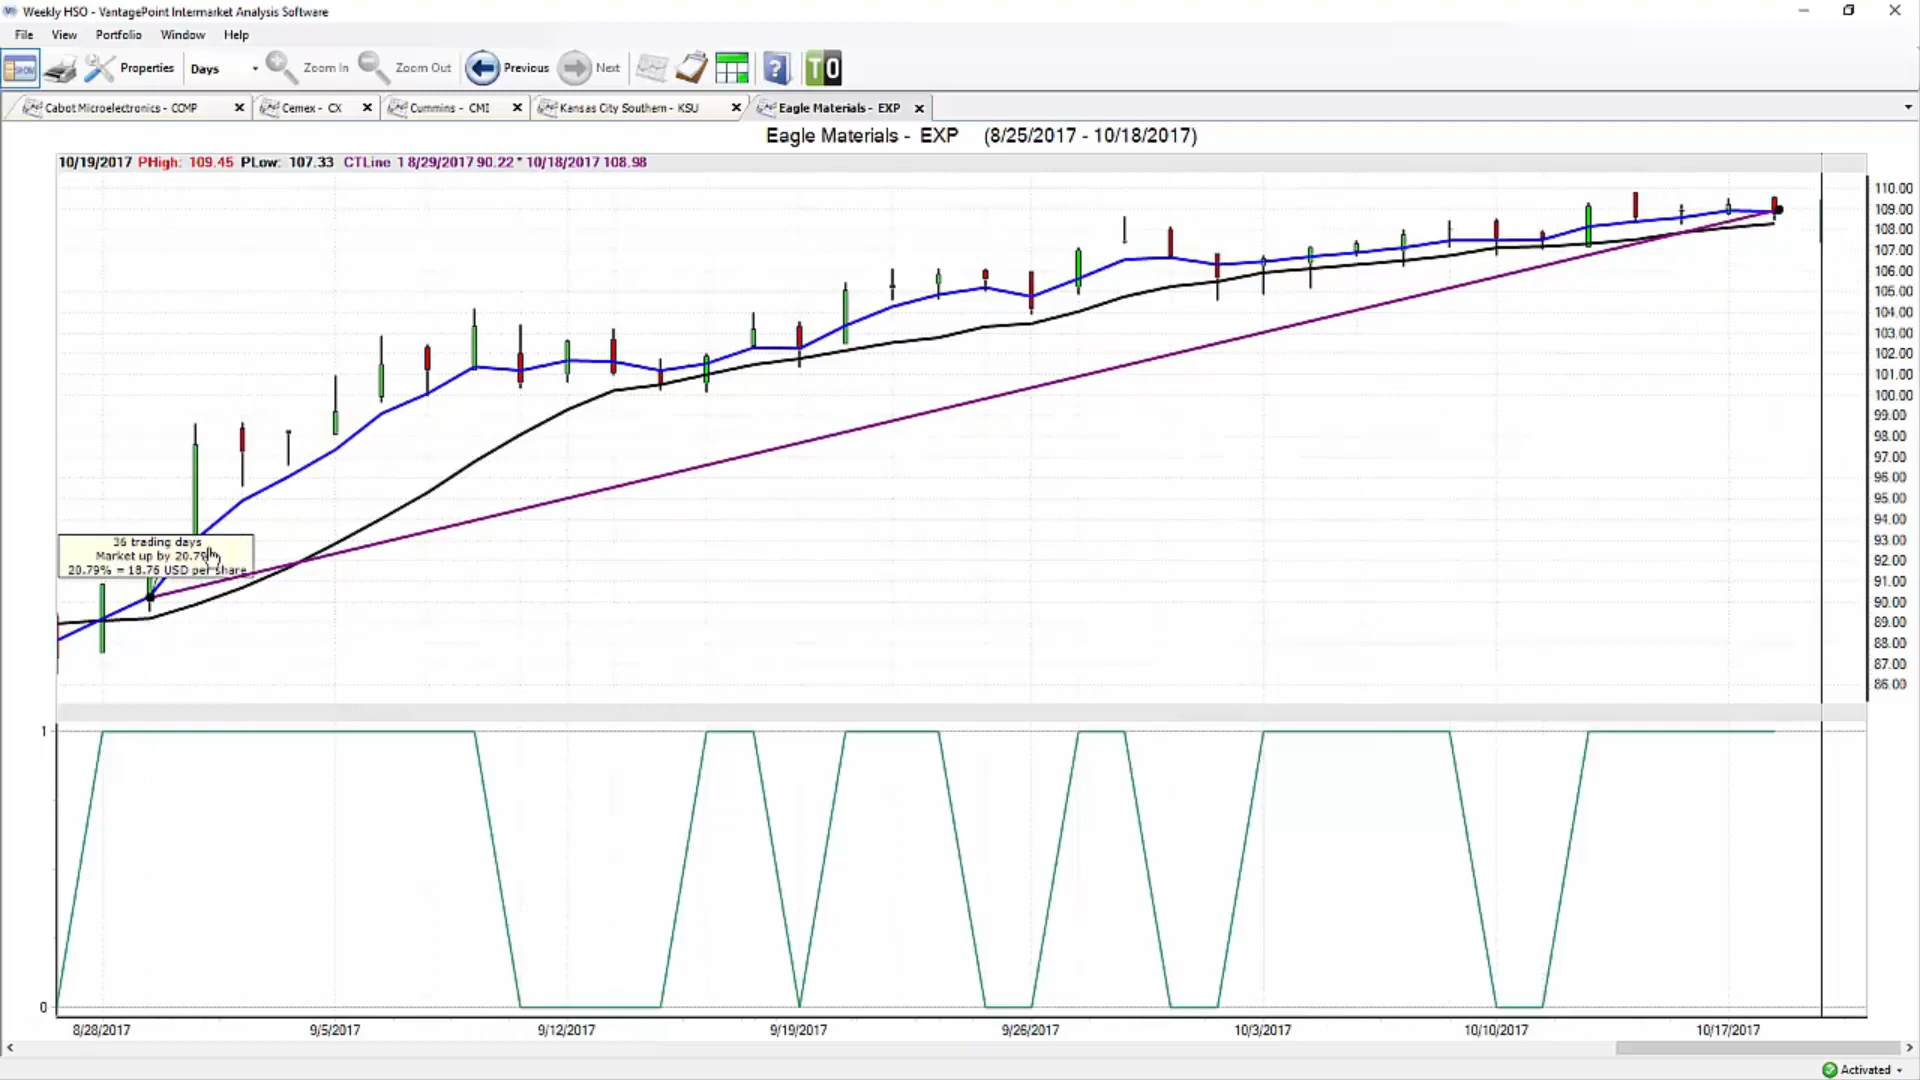 Weekly HSO - VantagePoint Intermarket Analysis Software
File View Portfolio Window Help
SHOW Properties Days Zoom In Zoom Out Previous Next ? TO
Cabot Microelectronics - CCMP Cemex - CX Cummins - CMI Kansas City Southern - KSU Eagle Materials - EXP
Eagle Materials - EXP (8/25/2017 - 10/18/2017)
10/19/2017 PHigh: 109.45 PLow: 107.33 CTLine 1 8/29/2017 90.22 * 10/18/2017 108.98
110.00
109.00
108.00
107.00
106.00
105.00
104.00
103.00
102.00
101.00
100.00
99.00
98.00
97.00
96.00
95.00
94.00
93.00
92.00
91.00
90.00
89.00
88.00
87.00
86.00
36 trading days
Market up by 20.79
20.79% = 18.76 USD per share
1
0
8/28/2017 9/5/2017 9/12/2017 9/19/2017 9/26/2017 10/3/2017 10/10/2017 10/17/2017
Activated